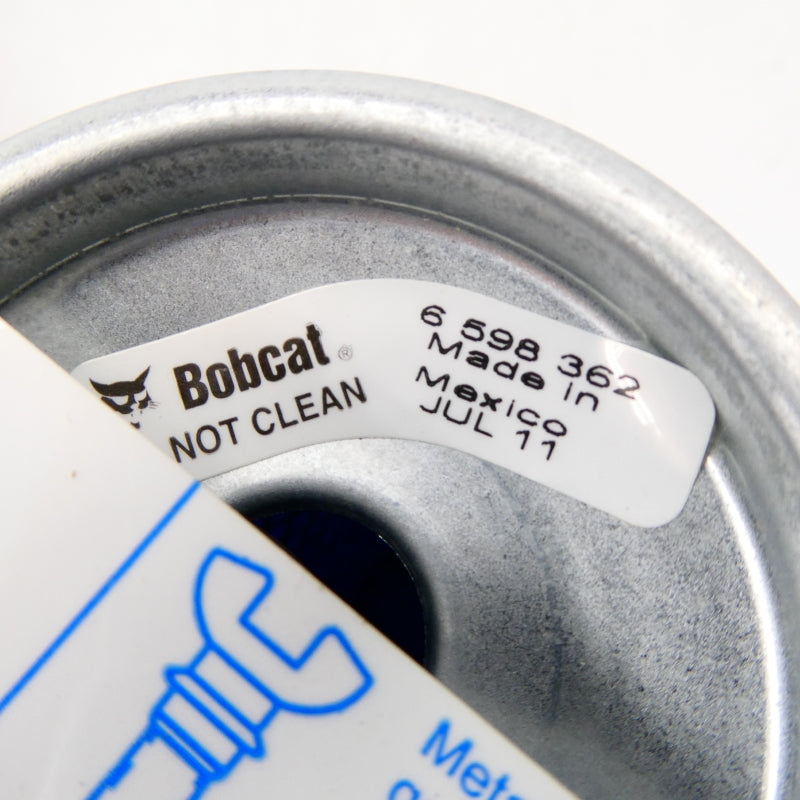 Bobcat ®
NOT CLEAN
6 598 362
Made in
Mexico
JUL 11